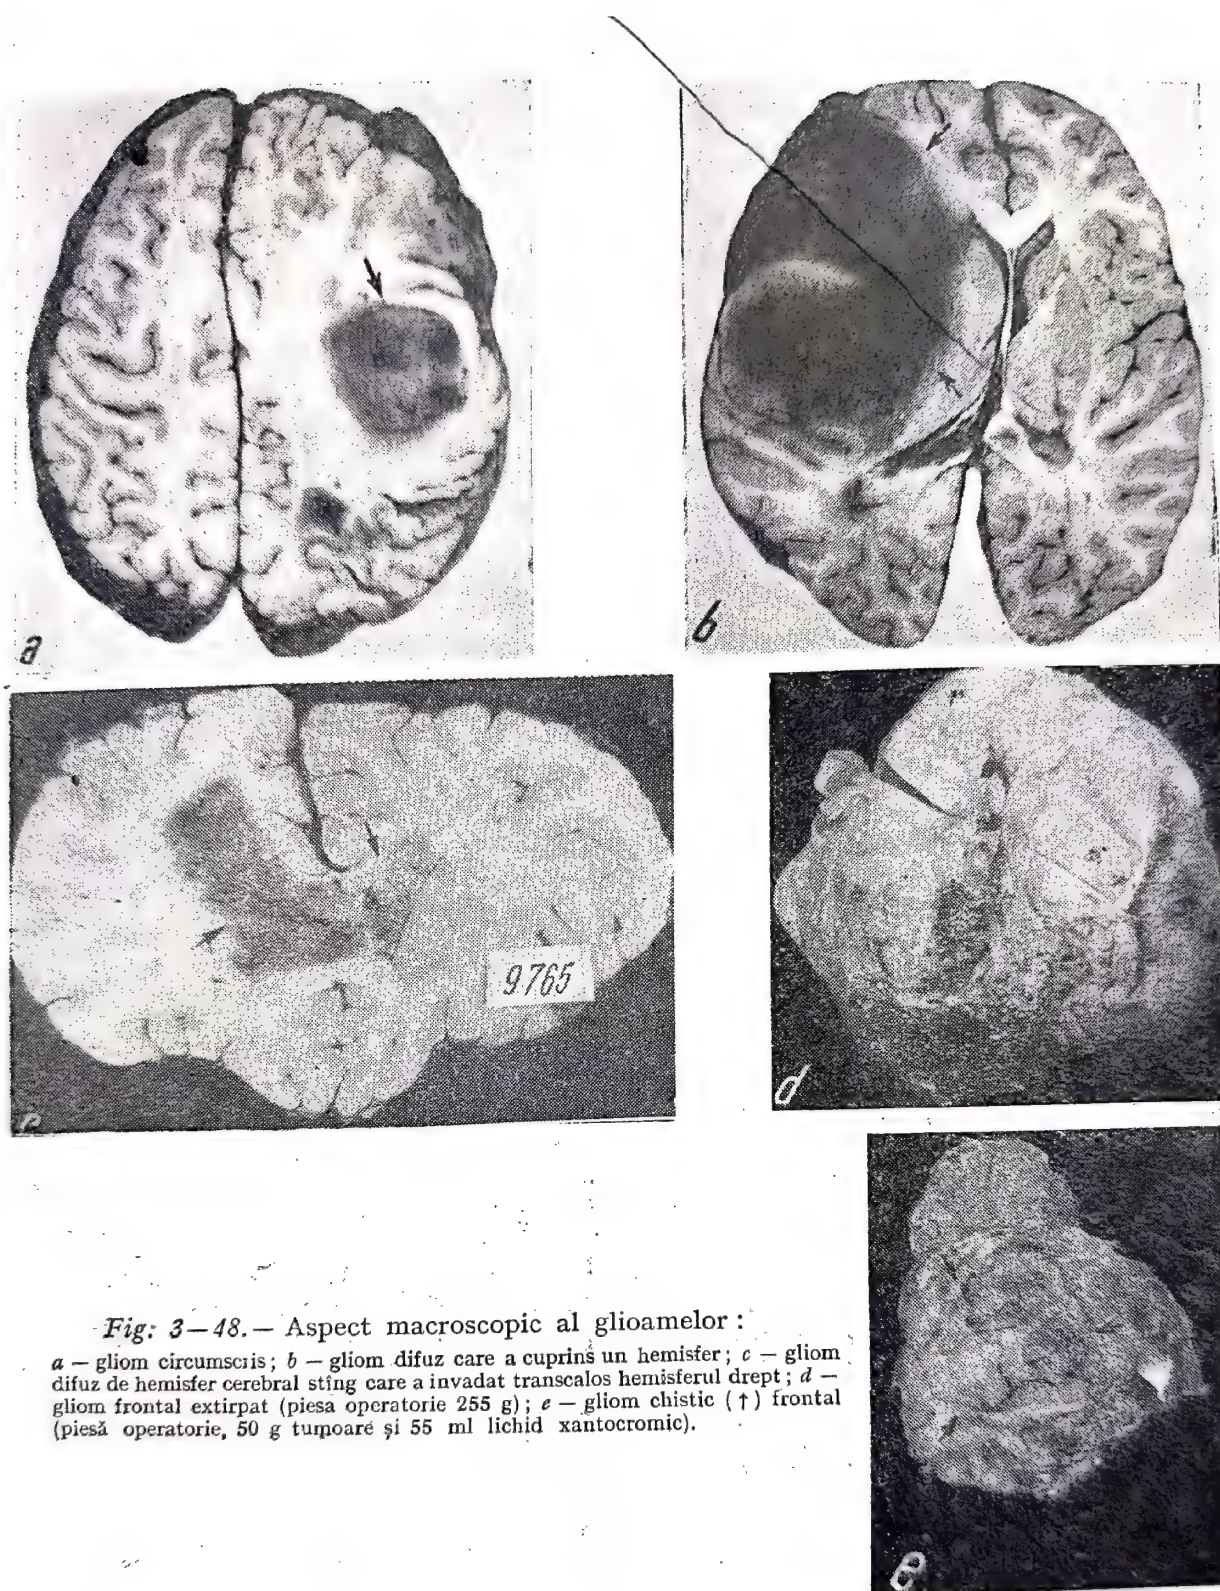 a
b
9765
d
e
Fig: 3—48.— Aspect macroscopic al glioamelor :
a — gliom circumscris ; b — gliom difuz care a cuprins un hemisfer ; c — gliom
difuz de hemisfer cerebral stîng care a invadat transcalos hemisferul drept ; d —
gliom frontal extirpat (piesa operatorie 255 g) ; e — gliom chistic (↑) frontal
(piesă operatorie, 50 g tumoare și 55 ml lichid xantocromic).